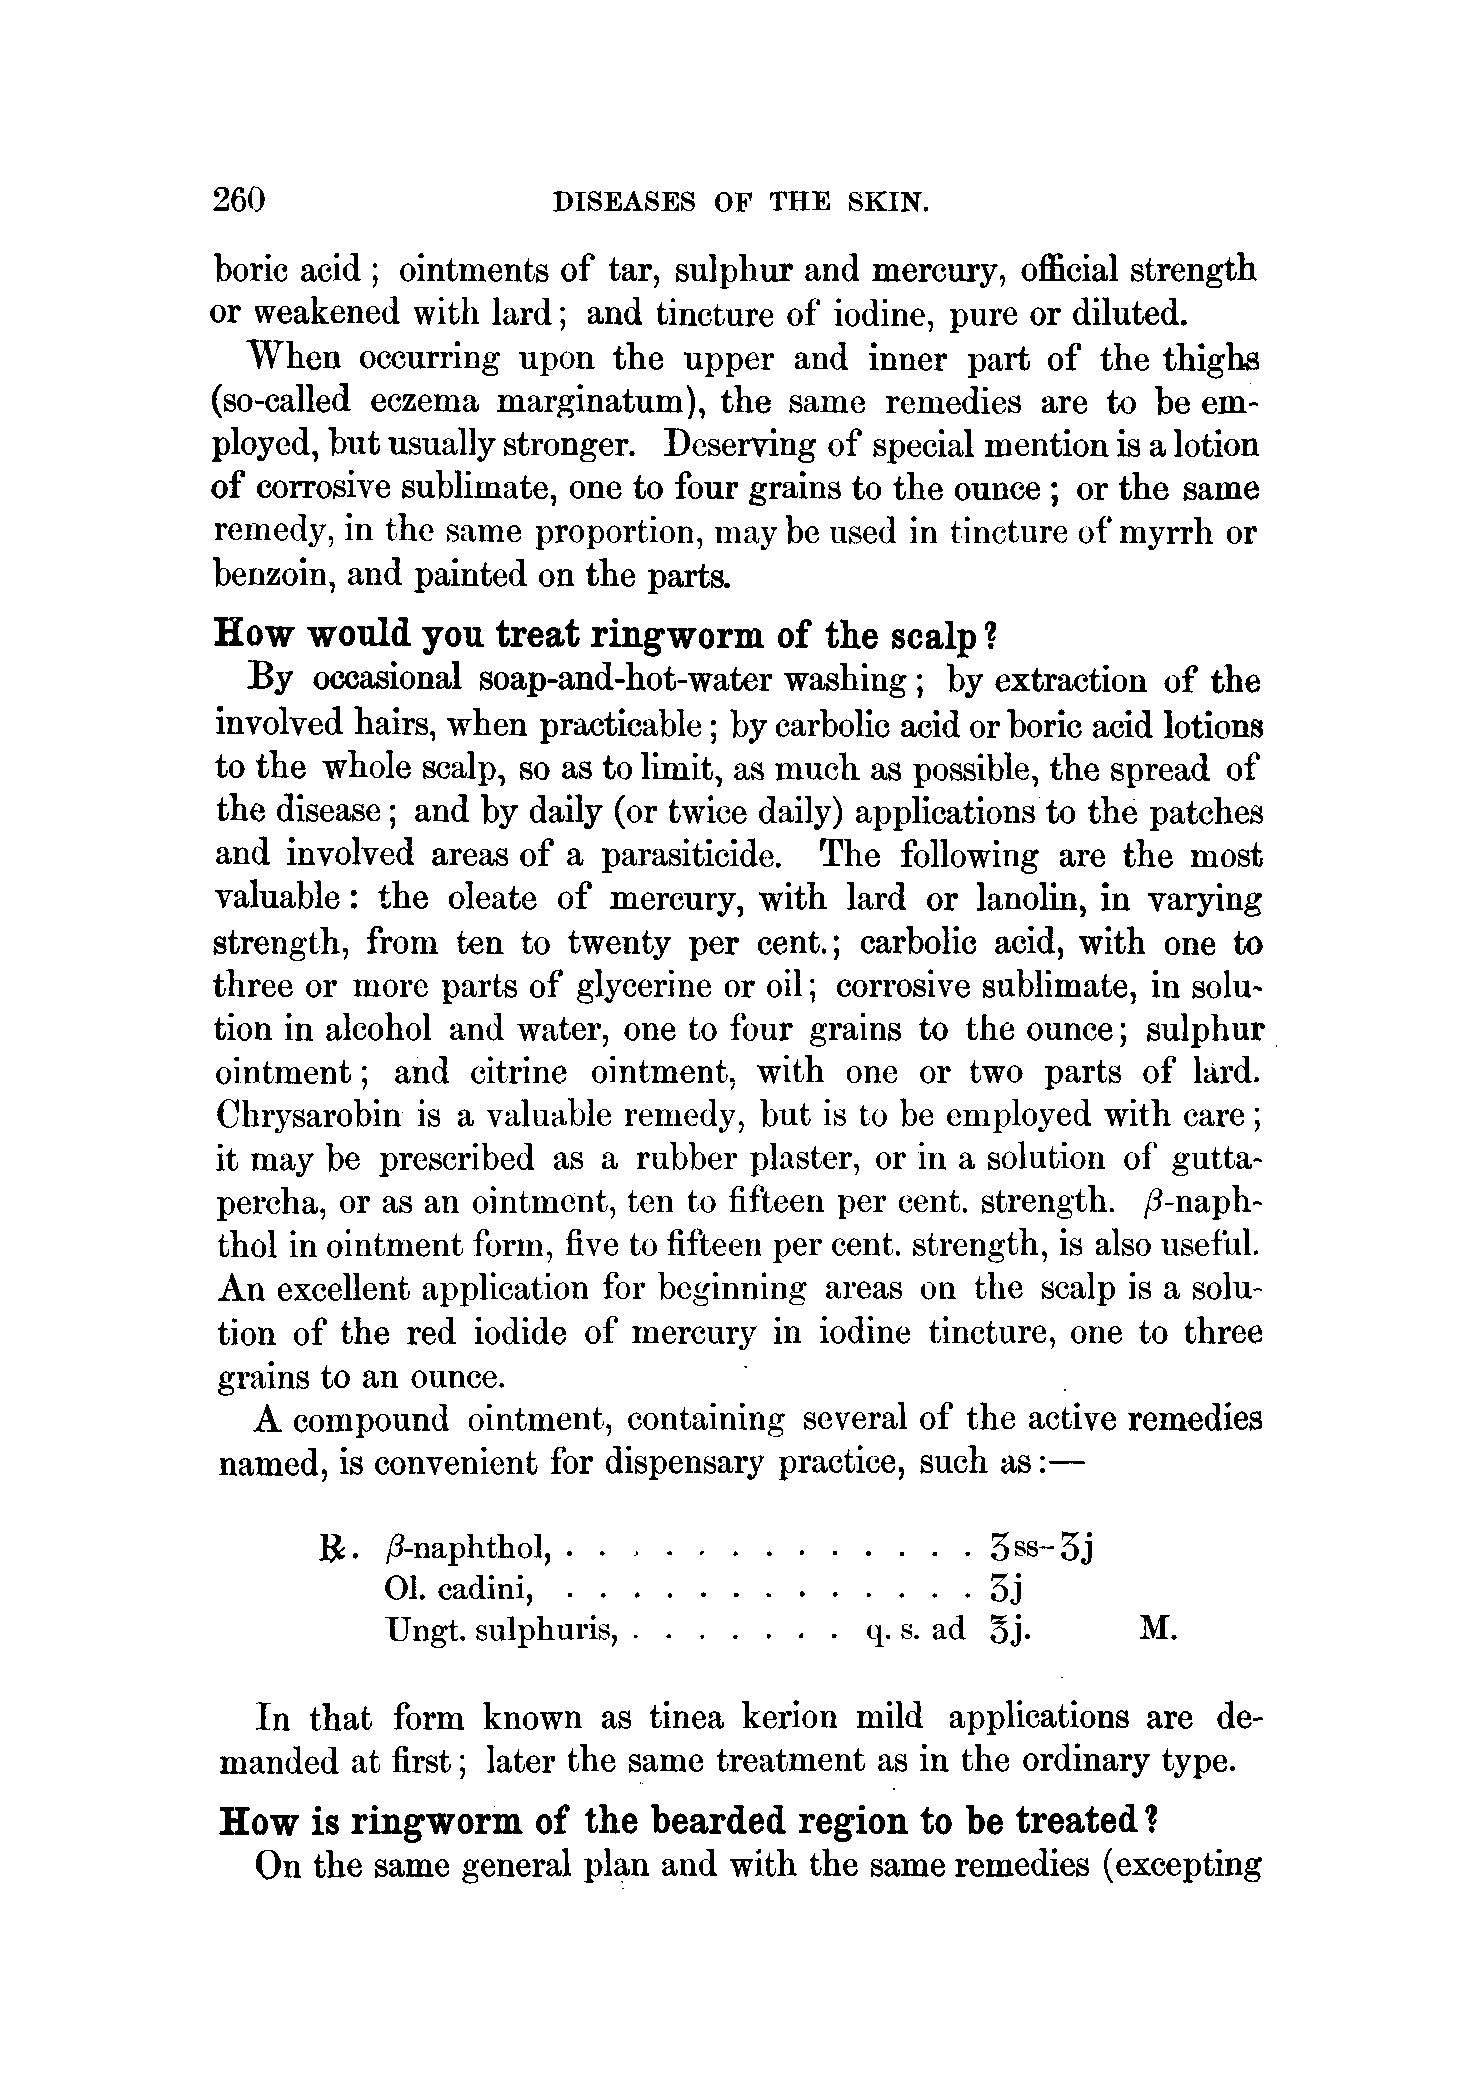 260 DISEASES OF THE SKIN.
boric acid ; ointments of tar, sulphur and mercury, official strength
or weakened with lard ; and tincture of iodine, pure or diluted.
When occurring upon the upper and inner part of the thighs
(so-called eczema marginatum), the same remedies are to be em-
ployed, but usually stronger. Deserving of special mention is a lotion
of corrosive sublimate, one to four grains to the ounce ; or the same
remedy, in the same proportion, may be used in tincture of myrrh or
benzoin, and painted on the parts.
How would you treat ringworm of the scalp ?
By occasional soap-and-hot-water washing ; by extraction of the
involved hairs, when practicable ; by carbolic acid or boric acid lotions
to the whole scalp, so as to limit, as much as possible, the spread of
the disease ; and by daily (or twice daily) applications to the patches
and involved areas of a parasiticide. The following are the most
valuable : the oleate of mercury, with lard or lanolin, in varying
strength, from ten to twenty per cent. ; carbolic acid, with one to
three or more parts of glycerine or oil ; corrosive sublimate, in solu-
tion in alcohol and water, one to four grains to the ounce ; sulphur
ointment ; and citrine ointment, with one or two parts of lard.
Chrysarobin is a valuable remedy, but is to be employed with care ;
it may be prescribed as a rubber plaster, or in a solution of gutta-
percha, or as an ointment, ten to fifteen per cent. strength. β-naph-
thol in ointment form, five to fifteen per cent. strength, is also useful.
An excellent application for beginning areas on the scalp is a solu-
tion of the red iodide of mercury in iodine tincture, one to three
grains to an ounce.
A compound ointment, containing several of the active remedies
named, is convenient for dispensary practice, such as :—
℞. β-naphthol, . . . . . . . . . . . . . ʒss-ʒj
Ol. cadini, . . . . . . . . . . . . . ʒj
Ungt. sulphuris, . . . . . . . q. s. ad ℥j. M.
In that form known as tinea kerion mild applications are de-
manded at first ; later the same treatment as in the ordinary type.
How is ringworm of the bearded region to be treated ?
On the same general plan and with the same remedies (excepting